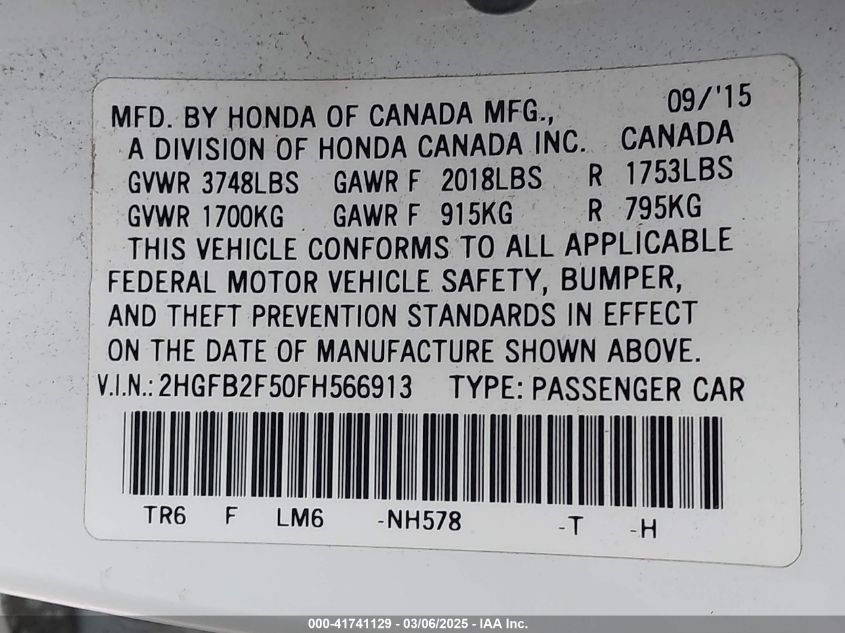 MFD. BY HONDA OF CANADA MFG., 09/'15
A DIVISION OF HONDA CANADA INC. CANADA
GVWR 3748LBS GAWR F 2018LBS R 1753LBS
GVWR 1700KG GAWR F 915KG R 795KG
THIS VEHICLE CONFORMS TO ALL APPLICABLE
FEDERAL MOTOR VEHICLE SAFETY, BUMPER,
AND THEFT PREVENTION STANDARDS IN EFFECT
ON THE DATE OF MANUFACTURE SHOWN ABOVE.
V.I.N.: 2HGFB2F50FH566913 TYPE: PASSENGER CAR
TR6 F LM6 -NH578 -T -H
000-41741129 - 03/06/2025 - IAA Inc.